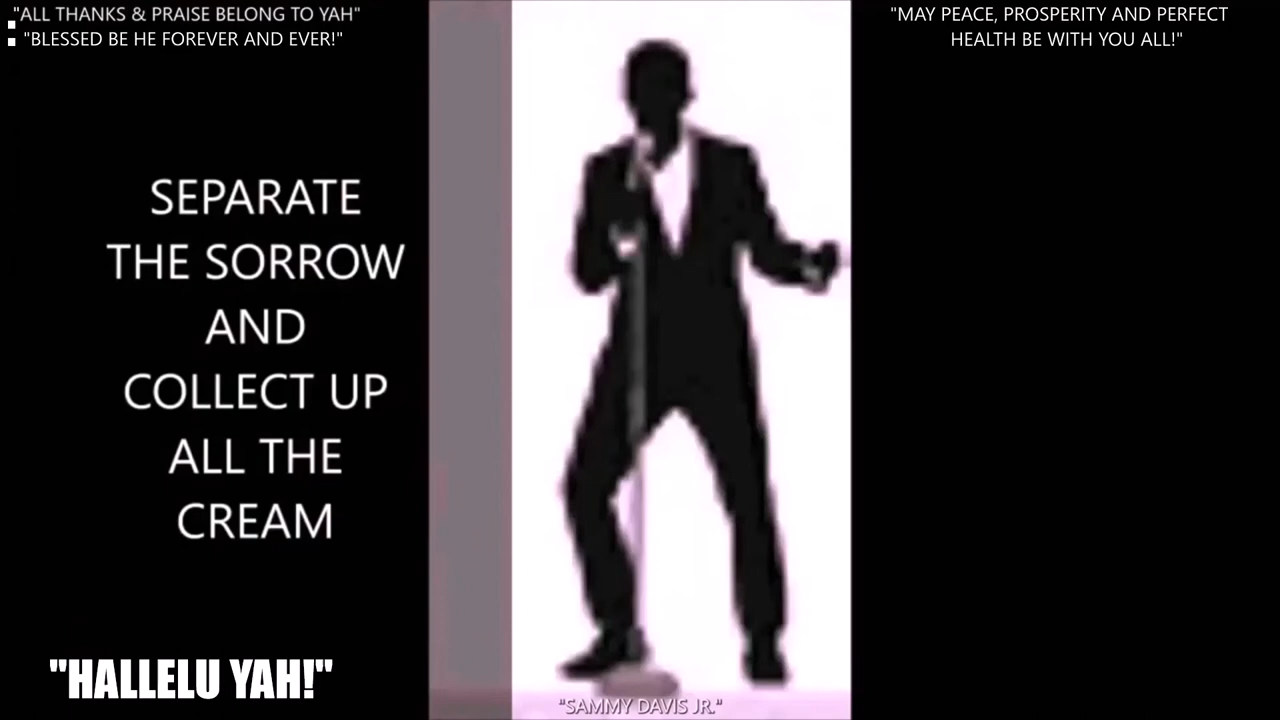 "ALL THANKS & PRAISE BELONG TO YAH"
"BLESSED BE HE FOREVER AND EVER!"
"MAY PEACE, PROSPERITY AND PERFECT
HEALTH BE WITH YOU ALL!"
SEPARATE
THE SORROW
AND
COLLECT UP
ALL THE
CREAM
"HALLELU YAH!"
"SAMMY DAVIS JR."